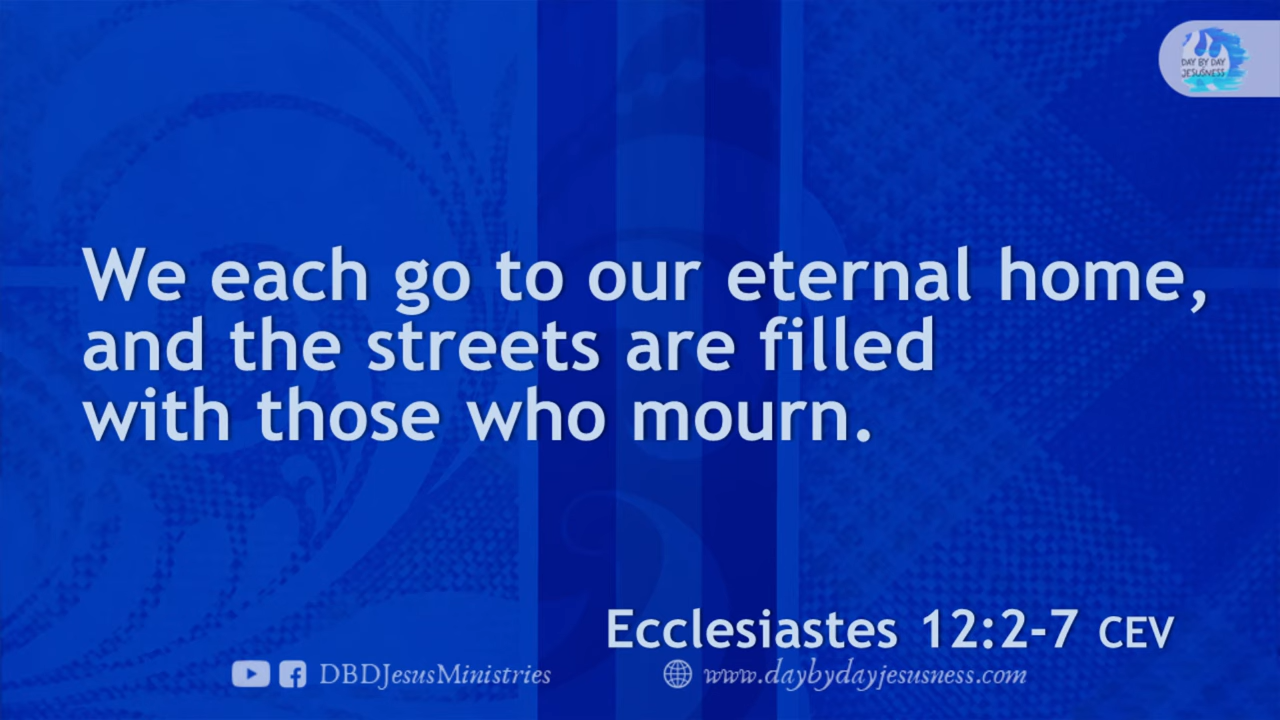 DAY BY DAY
JESUSNESS
We each go to our eternal home,
and the streets are filled
with those who mourn.
Ecclesiastes 12:2-7 CEV
DBDJesusMinistries
www.daybydayjesusness.com